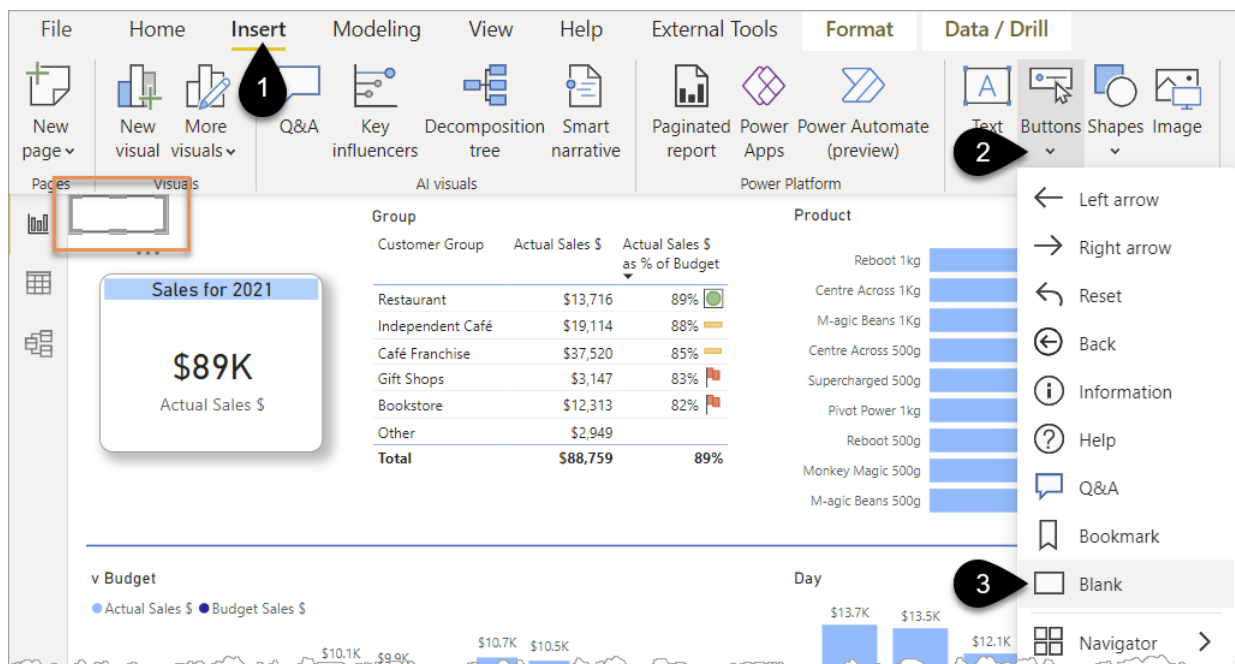 File Home Insert Modeling View Help External Tools Format Data / Drill
1
New page
New visual
More visuals
Q&A
Key influencers
Decomposition tree
Smart narrative
Paginated report
Power Apps
Power Automate (preview)
Text
Buttons
Shapes
Image
2
Pages Visuals AI visuals Power Platform
Left arrow
Right arrow
Reset
Back
Information
Help
Q&A
Bookmark
3
Blank
Navigator
Sales for 2021
$89K
Actual Sales $
Group
Customer Group Actual Sales $ Actual Sales $ as % of Budget
Restaurant $13,716 89%
Independent Café $19,114 88%
Café Franchise $37,520 85%
Gift Shops $3,147 83%
Bookstore $12,313 82%
Other $2,949
Total $88,759 89%
Product
Reboot 1kg
Centre Across 1Kg
M-agic Beans 1Kg
Centre Across 500g
Supercharged 500g
Pivot Power 1kg
Reboot 500g
Monkey Magic 500g
M-agic Beans 500g
v Budget
Actual Sales $ Budget Sales $
$10.1K $9.9K $10.7K $10.5K
Day
$13.7K $13.5K $12.1K